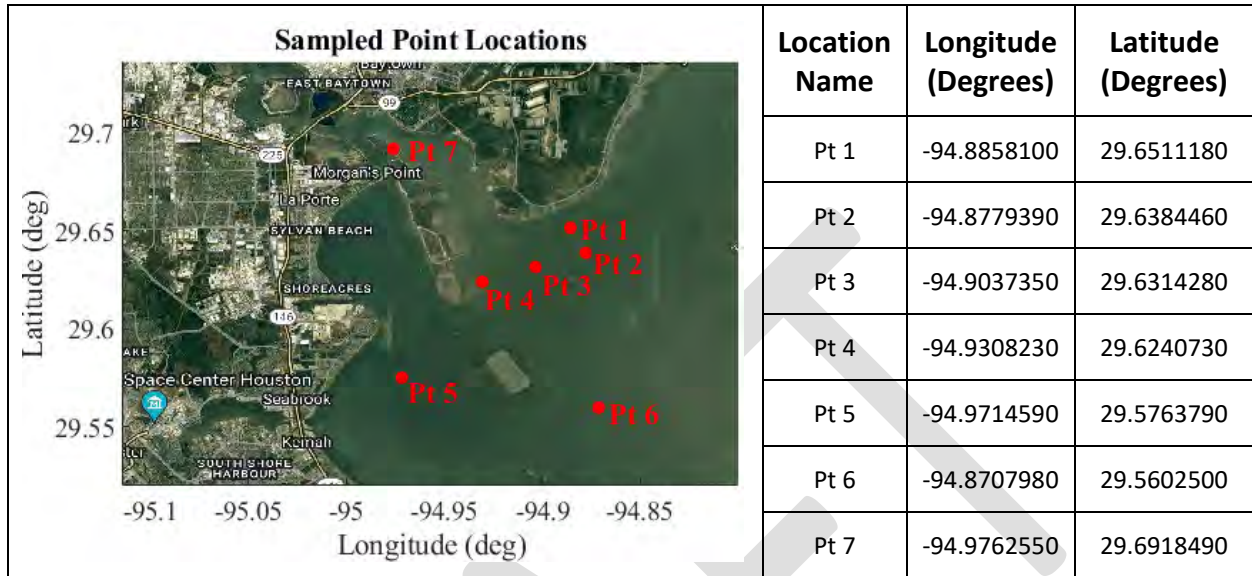 Sampled Point Locations
Baytown
EAST BAYTOWN
99
29.7
225
Pt 7
Morgan's Point
La Porte
29.65
SYLVAN BEACH
Pt 1
Pt 2
Pt 3
SHOREACRES
Pt 4
146
29.6
Latitude (deg)
Space Center Houston
Pt 5
Seabrook
Pt 6
29.55
Kemah
SOUTH SHORE
HARBOUR
-95.1 -95.05 -95 -94.95 -94.9 -94.85
Longitude (deg)
Location Name Longitude (Degrees) Latitude (Degrees)
Pt 1 -94.8858100 29.6511180
Pt 2 -94.8779390 29.6384460
Pt 3 -94.9037350 29.6314280
Pt 4 -94.9308230 29.6240730
Pt 5 -94.9714590 29.5763790
Pt 6 -94.8707980 29.5602500
Pt 7 -94.9762550 29.6918490